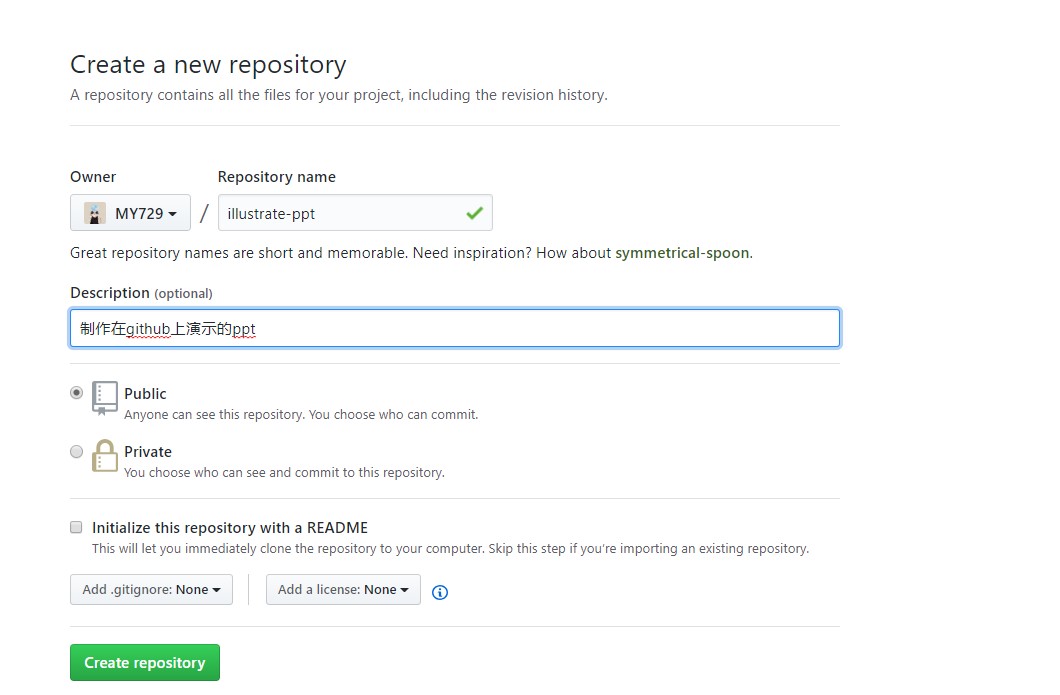 Create a new repository
A repository contains all the files for your project, including the revision history.
Owner Repository name
MY729 / illustrate-ppt
Great repository names are short and memorable. Need inspiration? How about symmetrical-spoon.
Description (optional)
制作在github上演示的ppt
Public
Anyone can see this repository. You choose who can commit.
Private
You choose who can see and commit to this repository.
Initialize this repository with a README
This will let you immediately clone the repository to your computer. Skip this step if you’re importing an existing repository.
Add .gitignore: None Add a license: None
Create repository